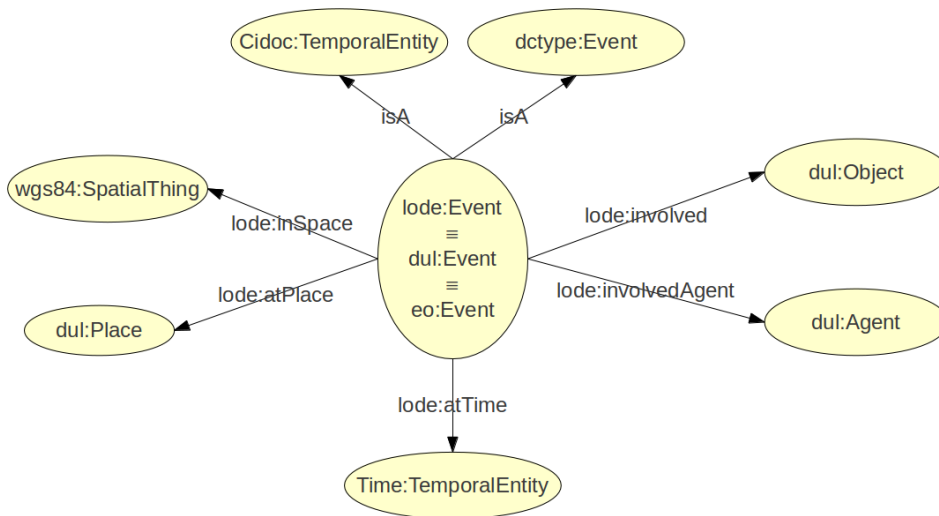 Cidoc:TemporalEntity
dctype:Event
isA
isA
wgs84:SpatialThing
dul:Object
lode:Event
≡
dul:Event
≡
eo:Event
lode:inSpace
lode:involved
lode:atPlace
lode:involvedAgent
dul:Place
dul:Agent
lode:atTime
Time:TemporalEntity